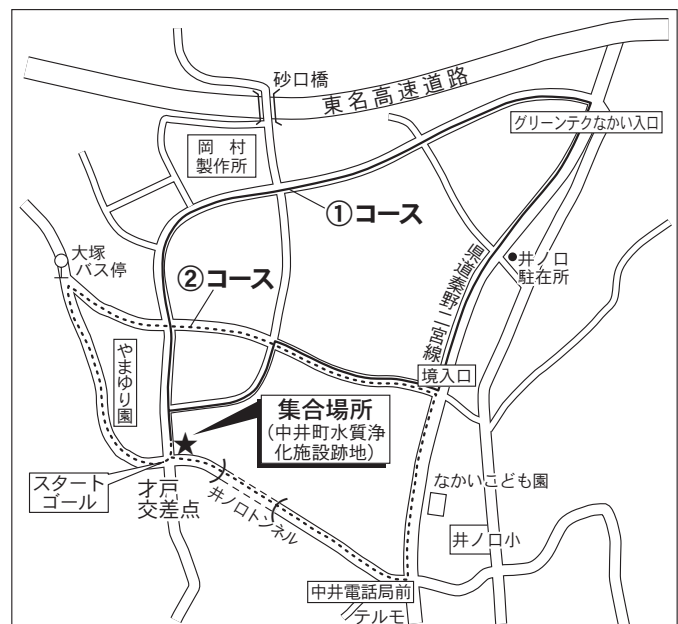 砂口橋
東名高速道路
グリーンテクなかい入口
岡村
製作所
①コース
大塚
バス停
②コース
県道秦野二宮線
井ノ口
駐在所
やまゆり園
境入口
集合場所
(中井町水質浄
化施設跡地)
スタート
ゴール
才戸
交差点
井ノ口トンネル
なかいこども園
井ノ口小
中井電話局前
テルモ